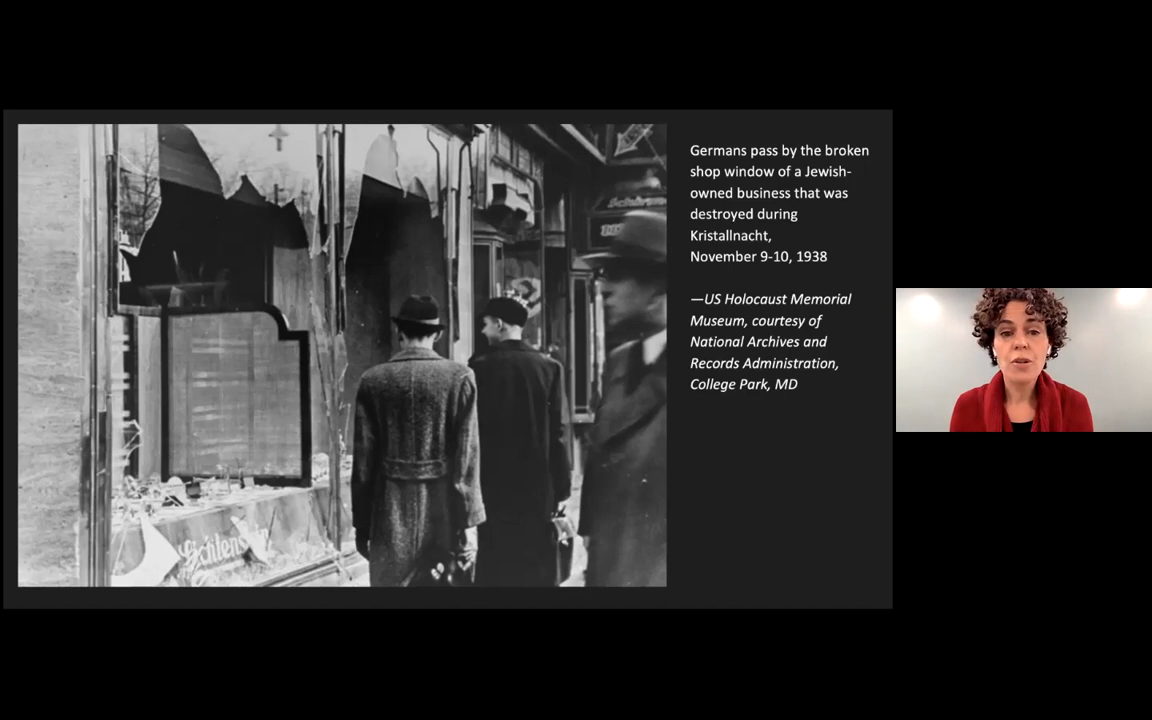 Germans pass by the broken
shop window of a Jewish-
owned business that was
destroyed during
Kristallnacht,
November 9-10, 1938
—US Holocaust Memorial
Museum, courtesy of
National Archives and
Records Administration,
College Park, MD